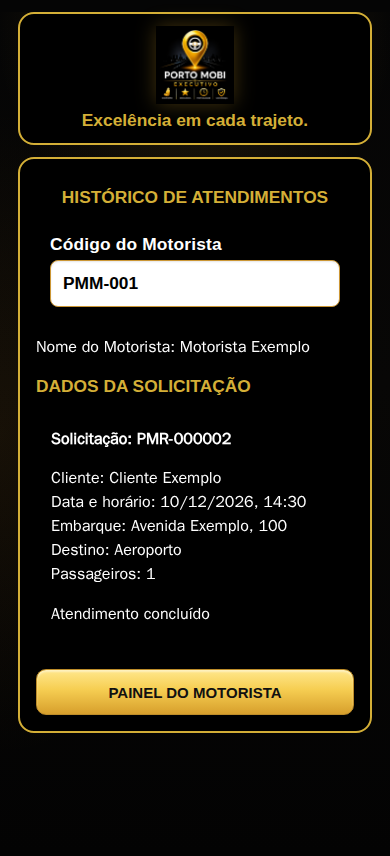 PORTO MOBI
EXECUTIVO
Excelência em cada trajeto.
HISTÓRICO DE ATENDIMENTOS
Código do Motorista
PMM-001
Nome do Motorista: Motorista Exemplo
DADOS DA SOLICITAÇÃO
Solicitação: PMR-000002
Cliente: Cliente Exemplo
Data e horário: 10/12/2026, 14:30
Embarque: Avenida Exemplo, 100
Destino: Aeroporto
Passageiros: 1
Atendimento concluído
PAINEL DO MOTORISTA